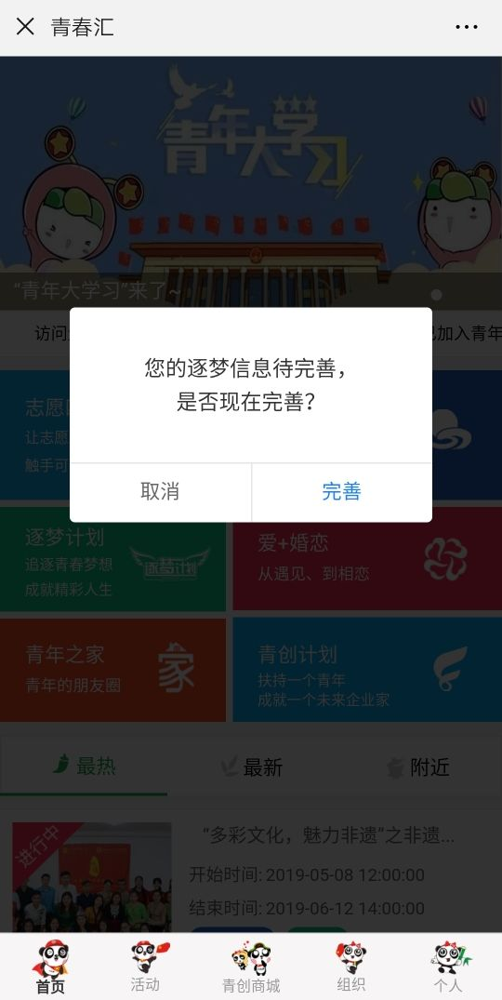 青春汇
青年大学习
“青年大学习”来了~
访问
已加入青年
您的逐梦信息待完善，
是否现在完善？
取消
完善
志愿
让志愿
触手可
逐梦计划
追逐青春梦想
成就精彩人生
逐梦计划
爱+婚恋
从遇见、到相恋
青年之家
青年的朋友圈
家
青创计划
扶持一个青年
成就一个未来企业家
最热
最新
附近
进行中
“多彩文化，魅力非遗”之非遗...
开始时间: 2019-05-08 12:00:00
结束时间: 2019-06-12 14:00:00
首页
活动
青创商城
组织
个人